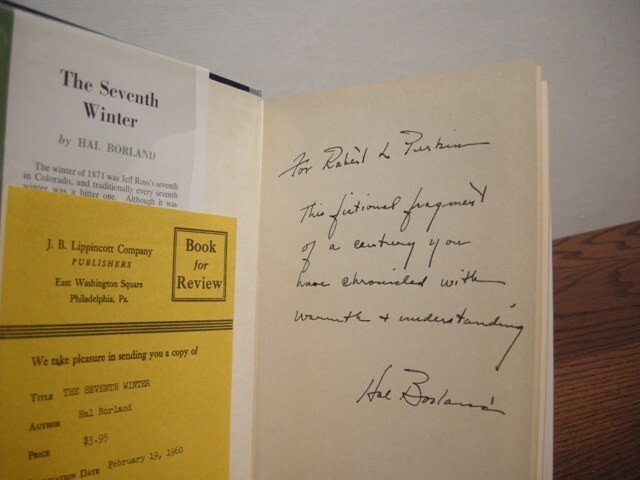 The Seventh
Winter
by HAL BORLAND
The winter of 1871 was Jeff Ross's seventh
in Colorado, and traditionally every seventh
winter was a bitter one. Although it was
J. B. Lippincott Company
PUBLISHERS
East Washington Square
Philadelphia, Pa.
Book
for
Review
We take pleasure in sending you a copy of
TITLE THE SEVENTH WINTER
AUTHOR Hal Borland
PRICE $3.95
DATE February 19, 1960
For Robert L Perkin
This fictional fragment
of a century you
have chronicled with
warmth + understanding
Hal Borland